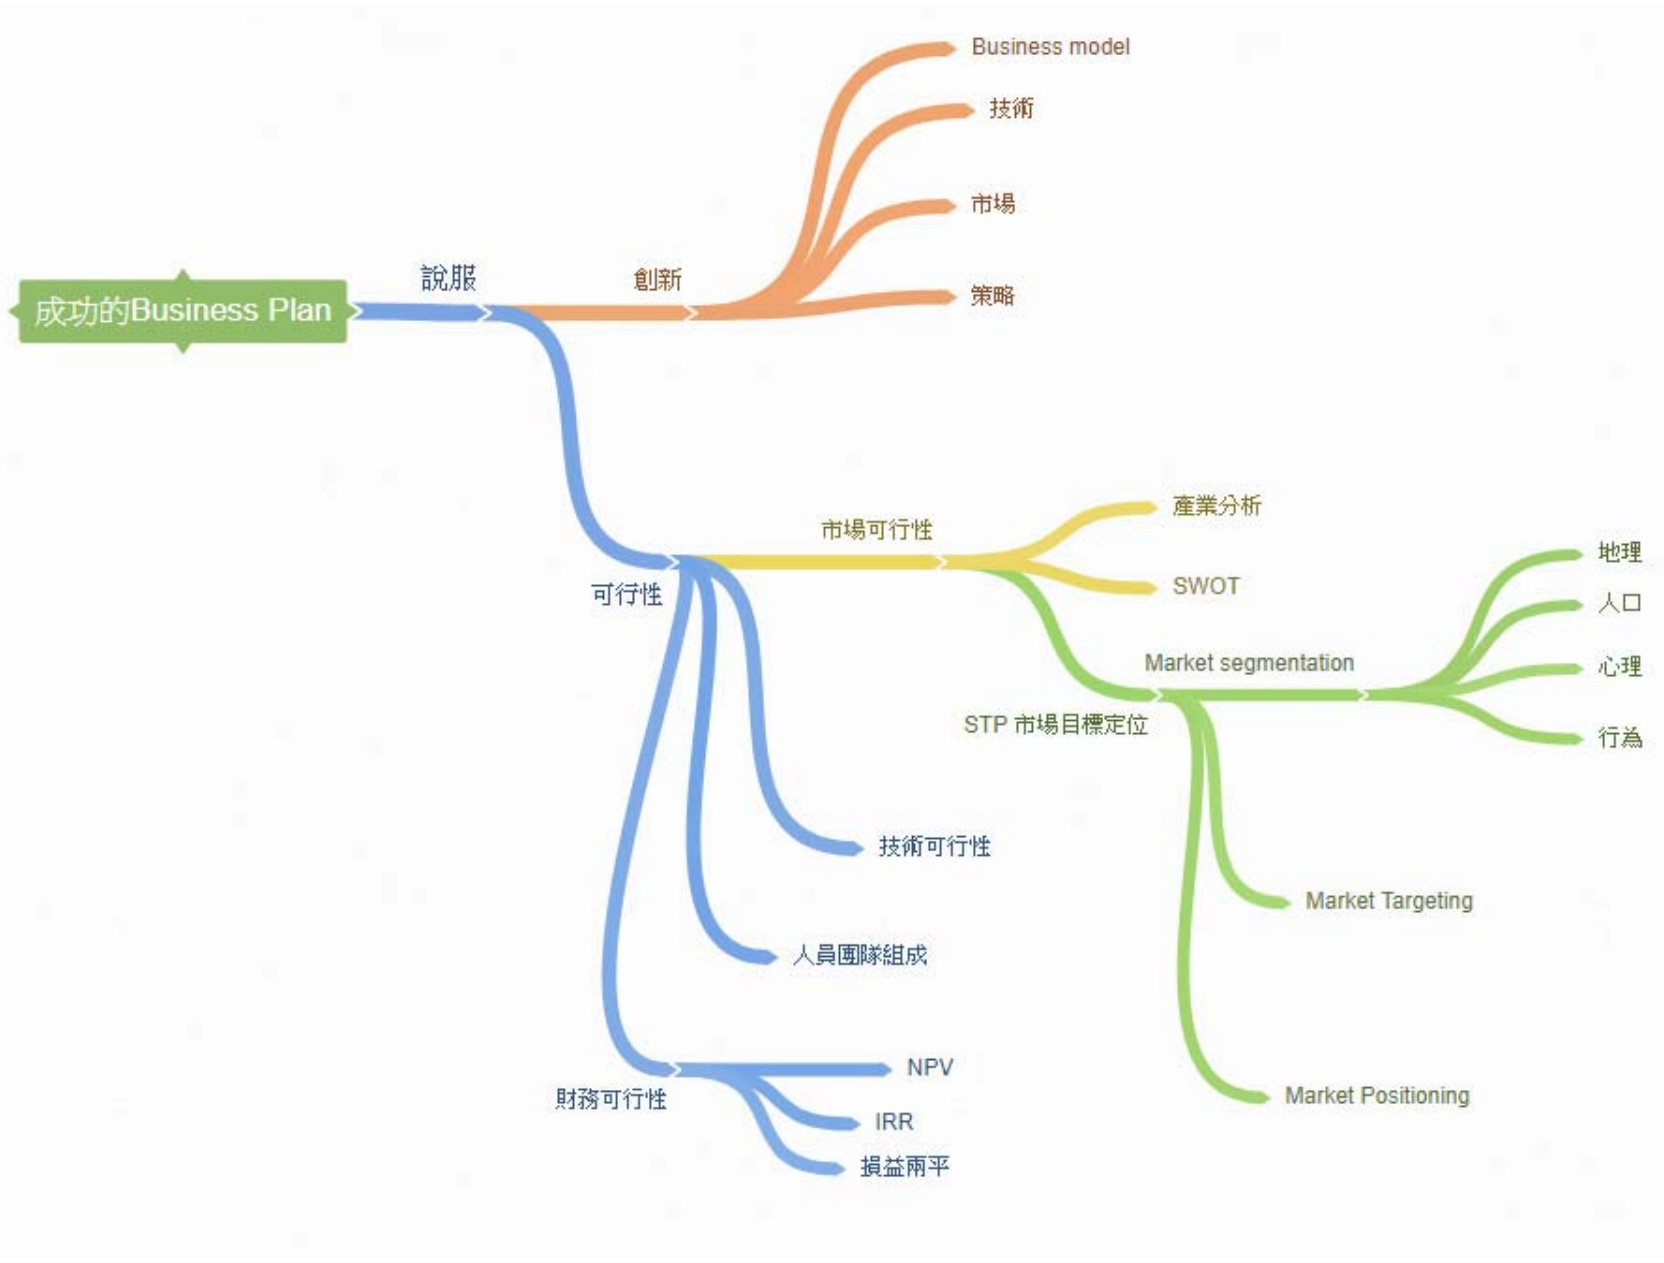 Business model
技術
市場
策略
創新
說服
成功的Business Plan
可行性
市場可行性
產業分析
SWOT
STP 市場目標定位
Market segmentation
地理
人口
心理
行為
Market Targeting
Market Positioning
技術可行性
人員團隊組成
財務可行性
NPV
IRR
損益兩平